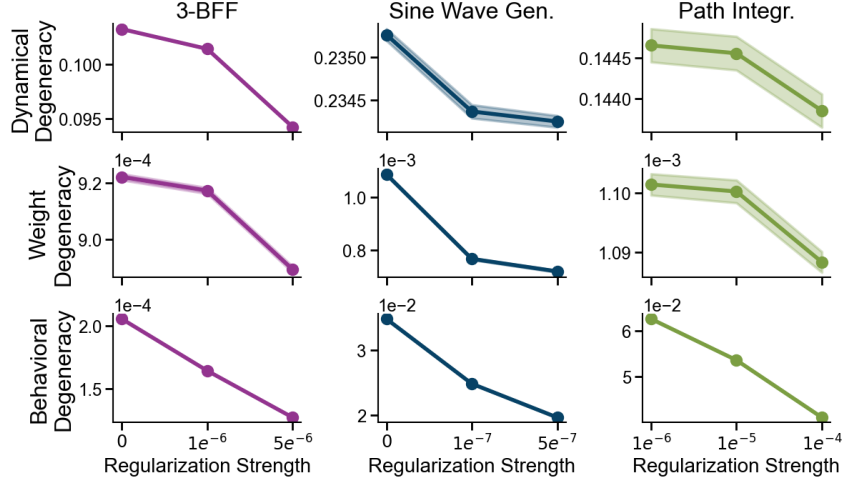 3-BFF
Sine Wave Gen.
Path Integr.
Dynamical
Degeneracy
0.100
0.095
0.2350
0.2345
0.1445
0.1440
Weight
Degeneracy
1e−4
9.2
9.0
1e−3
1.0
0.8
1e−3
1.10
1.09
Behavioral
Degeneracy
1e−4
2.0
1.5
1e−2
3
2
1e−2
6
5
0 1e⁻⁶ 5e⁻⁶
0 1e⁻⁷ 5e⁻⁷
1e⁻⁶ 1e⁻⁵ 1e⁻⁴
Regularization Strength
Regularization Strength
Regularization Strength